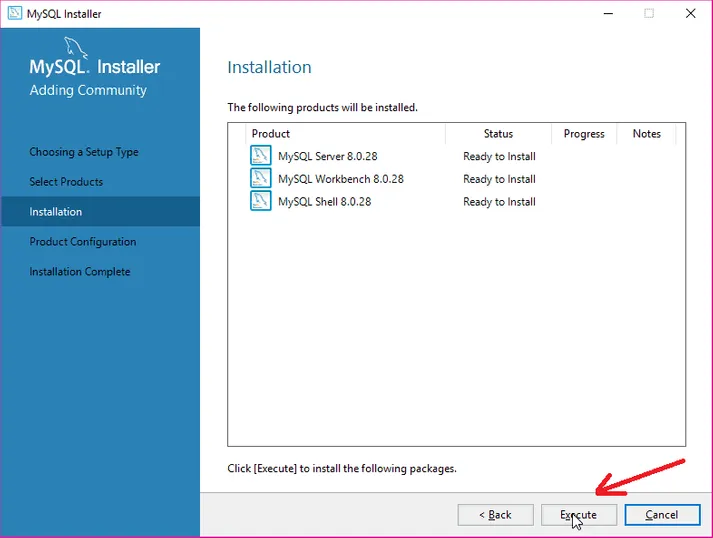 MySQL Installer
MySQL. Installer
Adding Community
Choosing a Setup Type
Select Products
Installation
Product Configuration
Installation Complete
Installation
The following products will be installed.
Product Status Progress Notes
MySQL Server 8.0.28 Ready to Install
MySQL Workbench 8.0.28 Ready to Install
MySQL Shell 8.0.28 Ready to Install
Click [Execute] to install the following packages.
< Back Execute Cancel